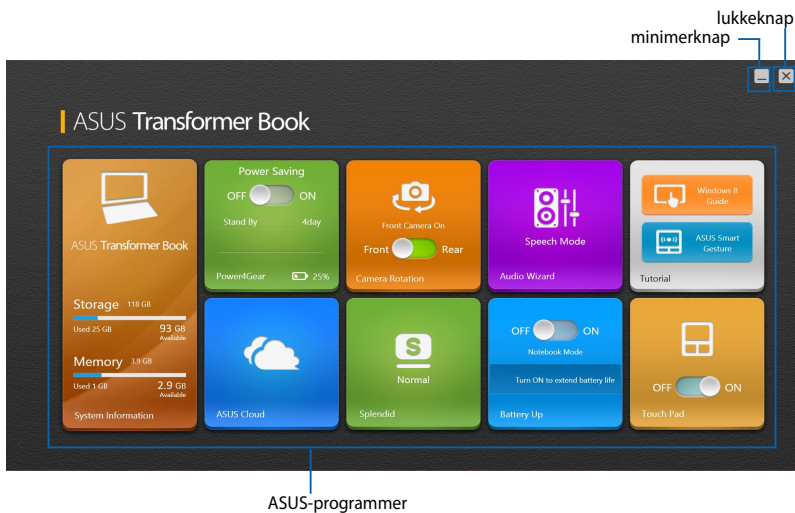 lukkeknap
minimerknap
ASUS Transformer Book
ASUS Transformer Book
Storage 118 GB
Used 25 GB 93 GB
Available
Memory 3.9 GB
Used 1 GB 2.9 GB
Available
System Information
Power Saving
OFF ON
Stand By 4day
Power4Gear 25%
Front Camera On
Front Rear
Camera Rotation
Speech Mode
Audio Wizard
Windows 8
Guide
ASUS Smart
Gesture
Tutorial
ASUS Cloud
S
Normal
Splendid
OFF ON
Notebook Mode
Turn ON to extend battery life
Battery Up
OFF ON
Touch Pad
ASUS-programmer